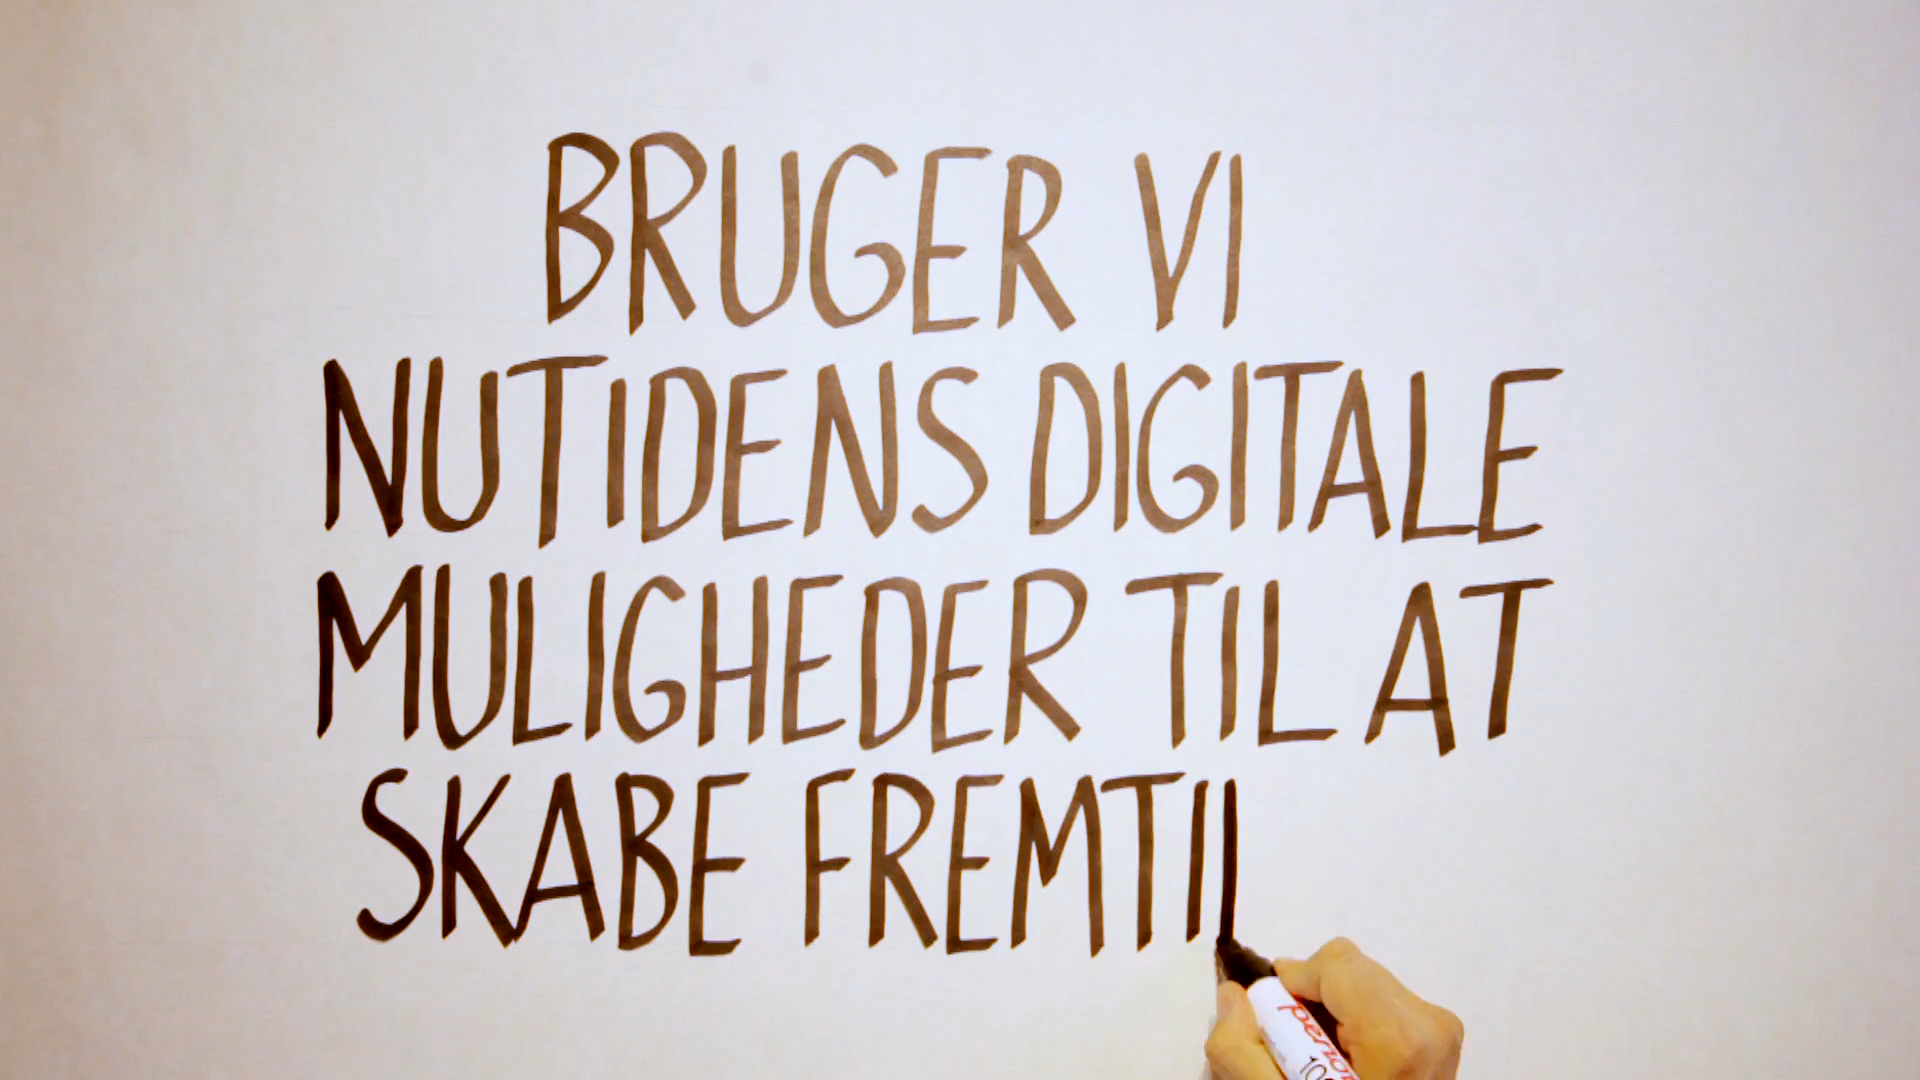 BRUGER VI
NUTIDENS DIGITALE
MULIGHEDER TIL AT
SKABE FREMTI